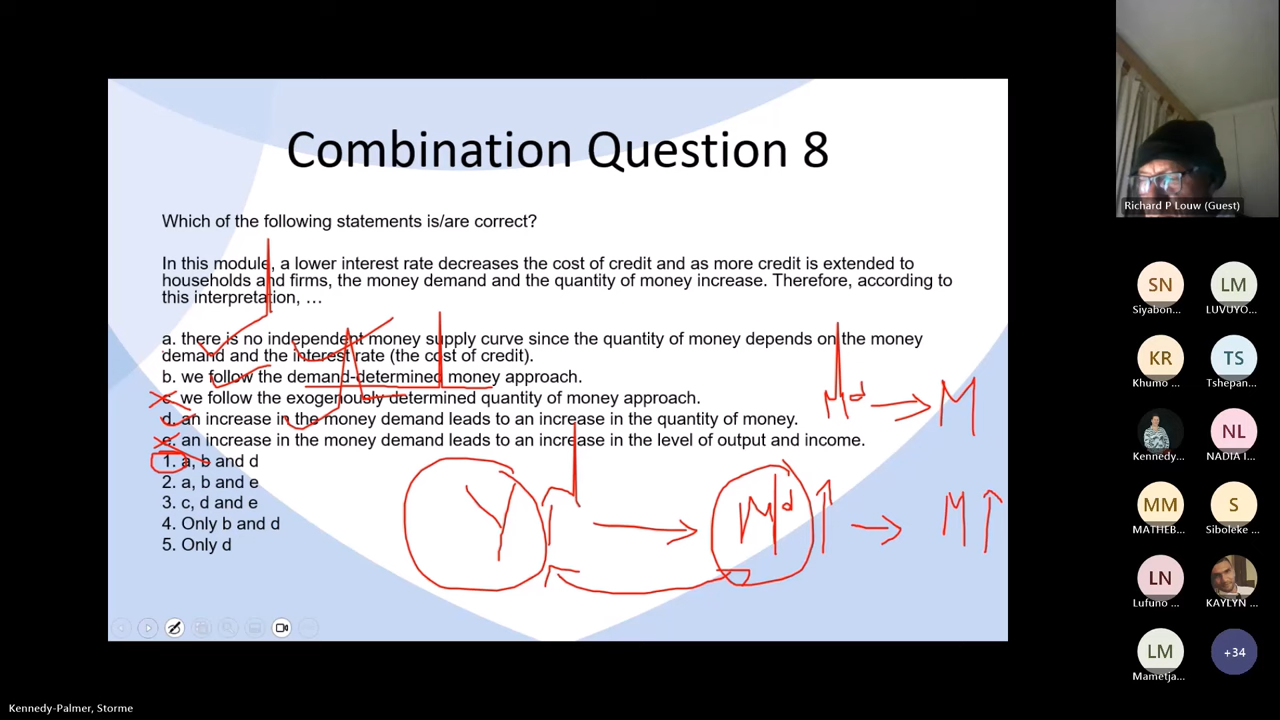 Combination Question 8
Which of the following statements is/are correct?
In this module, a lower interest rate decreases the cost of credit and as more credit is extended to
households and firms, the money demand and the quantity of money increase. Therefore, according to
this interpretation, …
a. there is no independent money supply curve since the quantity of money depends on the money
demand and the interest rate (the cost of credit).
b. we follow the demand-determined money approach.
c. we follow the exogenously determined quantity of money approach.
d. an increase in the money demand leads to an increase in the quantity of money.
e. an increase in the money demand leads to an increase in the level of output and income.
1. a, b and d
2. a, b and e
3. c, d and e
4. Only b and d
5. Only d
Md → M
Y → Md ↑ → M ↑
Richard P Louw (Guest)
SN
LM
Siyabon...
LUVUYO...
KR
TS
Khumo ...
Tshepan...
NL
Kennedy...
NADIA I...
MM
S
MATHEB...
Siboleke ...
LN
Lufuno ...
KAYLYN ...
LM
+34
Mametja...
Kennedy-Palmer, Storme